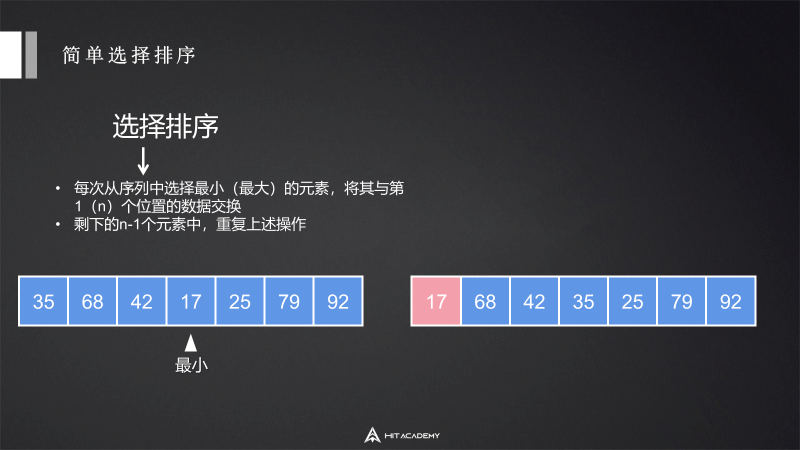 简单选择排序
选择排序
• 每次从序列中选择最小（最大）的元素，将其与第
1（n）个位置的数据交换
• 剩下的n-1个元素中，重复上述操作
35 68 42 17 25 79 92
17 68 42 35 25 79 92
最小
HIT ACADEMY